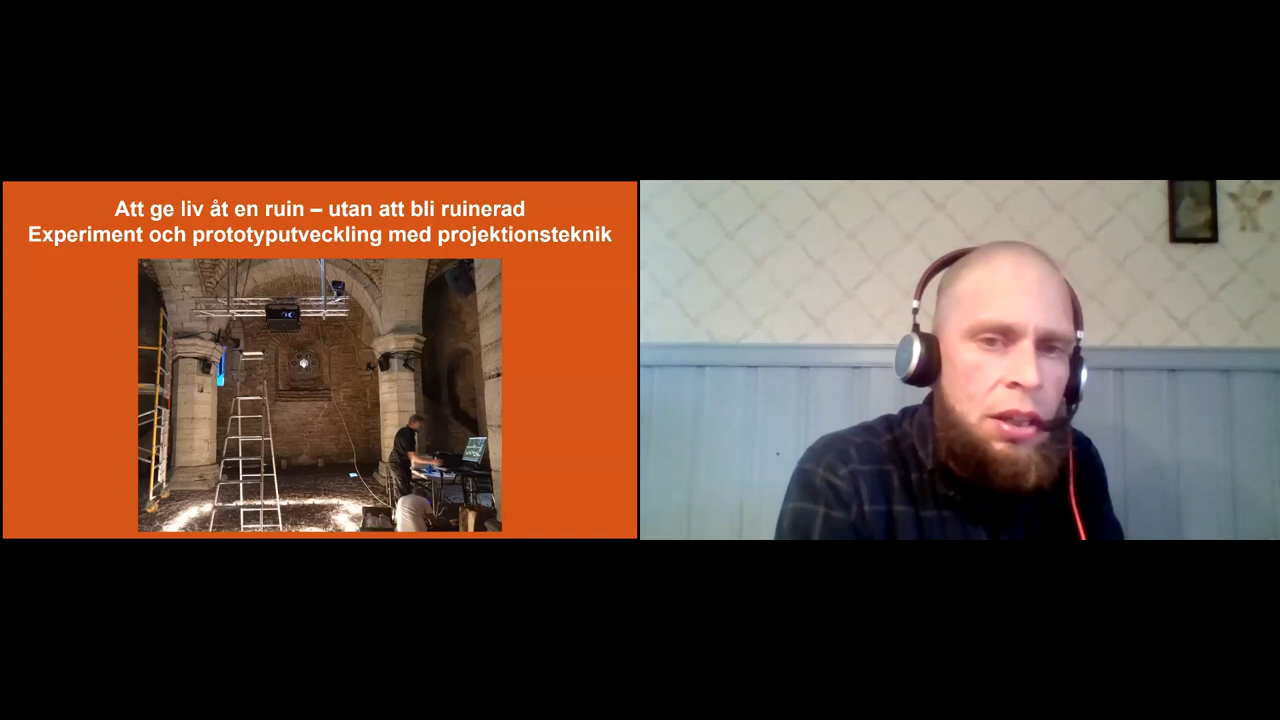 Att ge liv åt en ruin – utan att bli ruinerad
Experiment och prototyputveckling med projektionsteknik